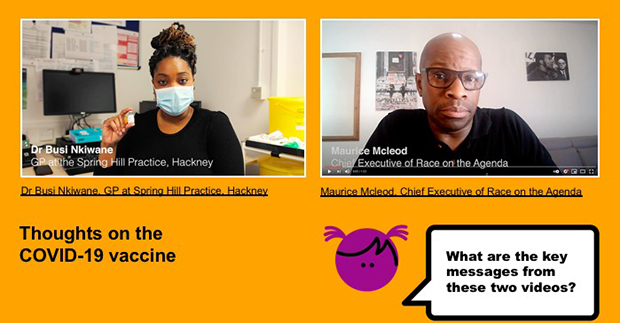 Dr Busi Nkiwane
GP at the Spring Hill Practice, Hackney
Maurice Mcleod
Chief Executive of Race on the Agenda
Dr Busi Nkiwane, GP at Spring Hill Practice, Hackney
Maurice Mcleod, Chief Executive of Race on the Agenda
Thoughts on the
COVID-19 vaccine
What are the key
messages from
these two videos?